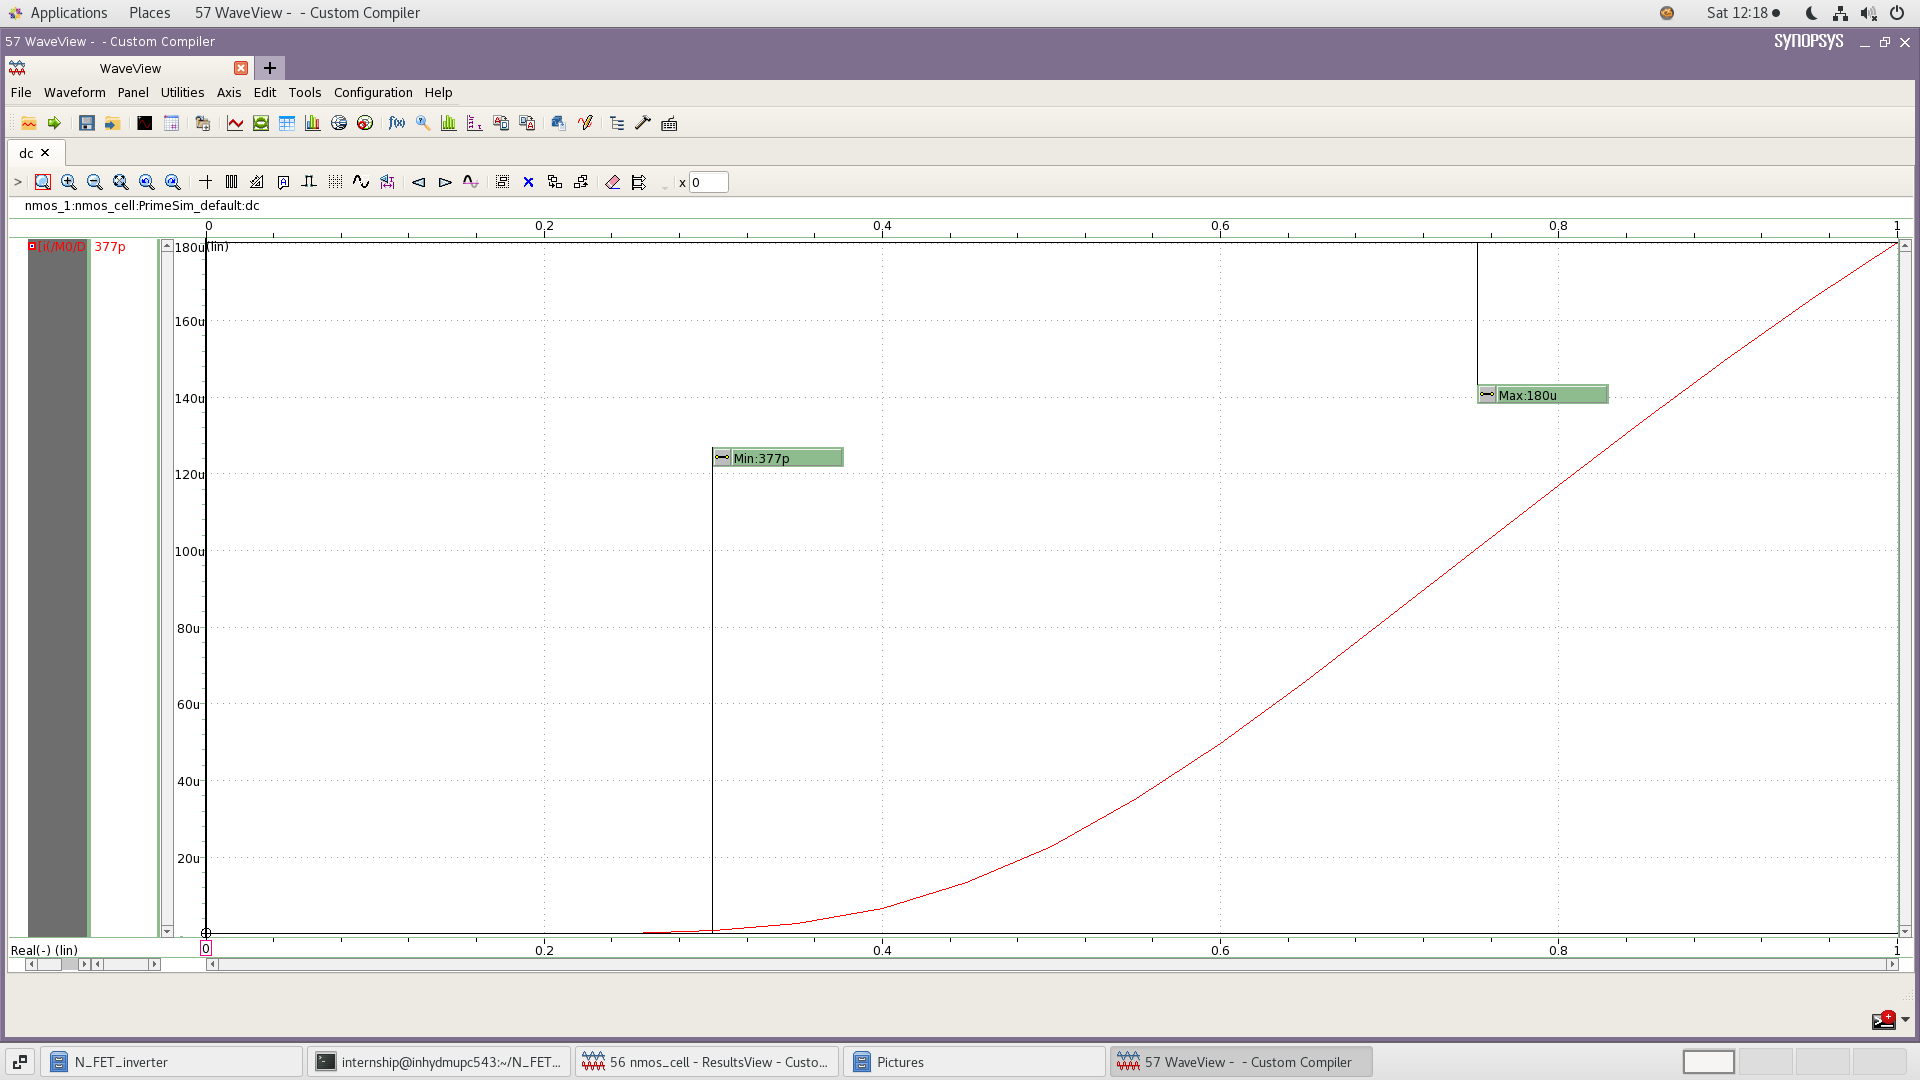 Applications Places 57 WaveView - - Custom Compiler Sat 12:18
57 WaveView - - Custom Compiler SYNOPSYS
WaveView
File Waveform Panel Utilities Axis Edit Tools Configuration Help
f(x)
dc
> x 0
nmos_1:nmos_cell:PrimeSim_default:dc
0 0.2 0.4 0.6 0.8 1
i(/M0/D 377p 180u (lin)
160u
Max:180u
140u
Min:377p
120u
100u
80u
60u
40u
20u
Real(-) (lin) 0 0.2 0.4 0.6 0.8 1
N_FET_inverter internship@inhydmupc543:~/N_FET... 56 nmos_cell - ResultsView - Custo... Pictures 57 WaveView - - Custom Compiler